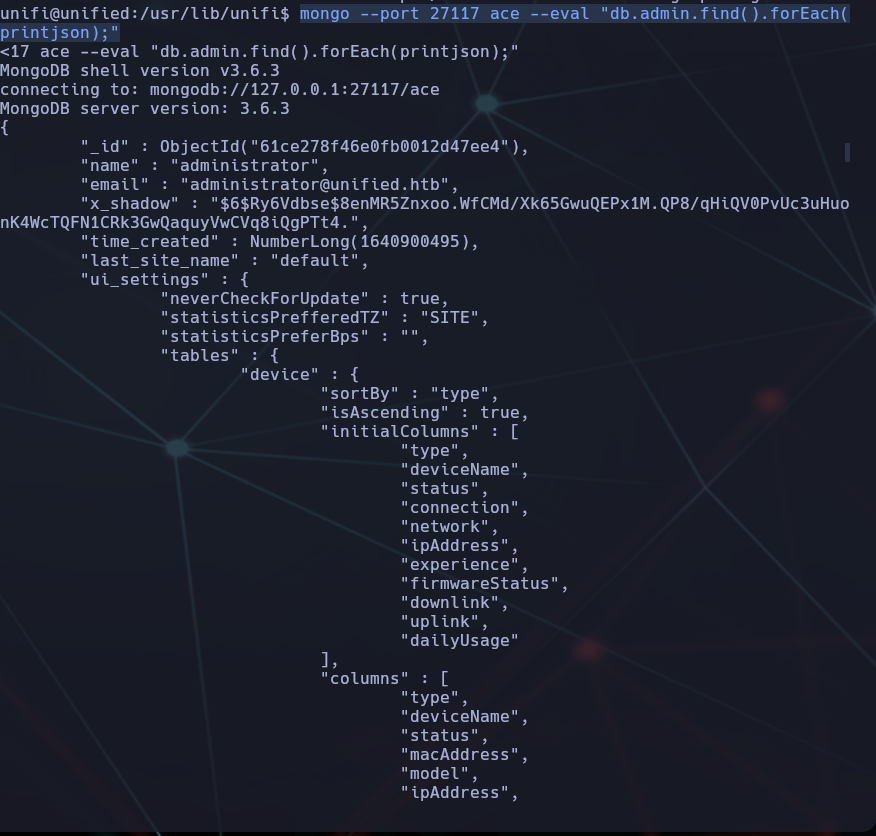 unifi@unified:/usr/lib/unifi$ mongo --port 27117 ace --eval "db.admin.find().forEach(
printjson);"
<17 ace --eval "db.admin.find().forEach(printjson);"
MongoDB shell version v3.6.3
connecting to: mongodb://127.0.0.1:27117/ace
MongoDB server version: 3.6.3
{
        "_id" : ObjectId("61ce278f46e0fb0012d47ee4"),
        "name" : "administrator",
        "email" : "administrator@unified.htb",
        "x_shadow" : "$6$Ry6Vdbse$8enMR5Znxoo.WfCMd/Xk65GwuQEPx1M.QP8/qHiQV0PvUc3uHuo
nK4WcTQFN1CRk3GwQaquyVwCVq8iQgPTt4.",
        "time_created" : NumberLong(1640900495),
        "last_site_name" : "default",
        "ui_settings" : {
                "neverCheckForUpdate" : true,
                "statisticsPrefferedTZ" : "SITE",
                "statisticsPreferBps" : "",
                "tables" : {
                        "device" : {
                                "sortBy" : "type",
                                "isAscending" : true,
                                "initialColumns" : [
                                        "type",
                                        "deviceName",
                                        "status",
                                        "connection",
                                        "network",
                                        "ipAddress",
                                        "experience",
                                        "firmwareStatus",
                                        "downlink",
                                        "uplink",
                                        "dailyUsage"
                                ],
                                "columns" : [
                                        "type",
                                        "deviceName",
                                        "status",
                                        "macAddress",
                                        "model",
                                        "ipAddress",